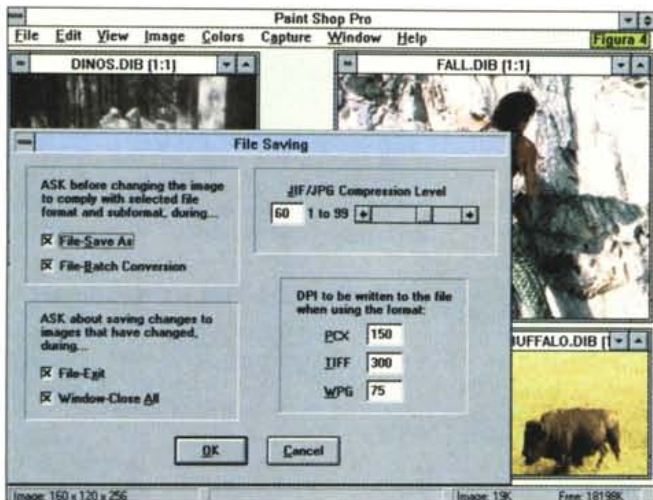 Paint Shop Pro
File Edit View Image Colors Capture Window Help
Figura 4
DINOS.DIB (1:1)
FALL.DIB (1:1)
File Saving
ASK before changing the image
to comply with selected file
format and subformat, during...
File-Save As
File-Batch Conversion
ASK about saving changes to
images that have changed,
during...
File-Exit
Window-Close All
JIF/JPG Compression Level
60 1 to 99
DPI to be written to the file
when using the format:
PCX 150
TIFF 300
WPG 75
OK Cancel
BUFFALO.DIB
Image: 160 x 120 x 256
Image: 19K
Free: 18198K